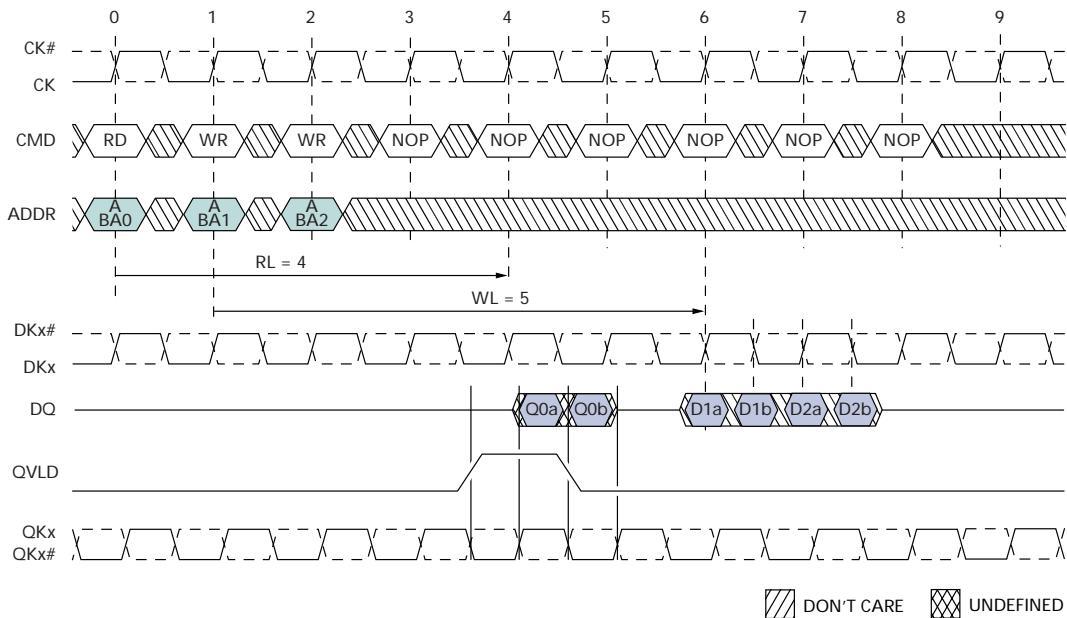 0 1 2 3 4 5 6 7 8 9
CK#
CK
CMD RD WR WR NOP NOP NOP NOP NOP NOP
A A A
ADDR BA0 BA1 BA2
RL = 4
WL = 5
DKx#
DKx
DQ Q0a Q0b D1a D1b D2a D2b
QVLD
QKx
QKx#
DON'T CARE UNDEFINED